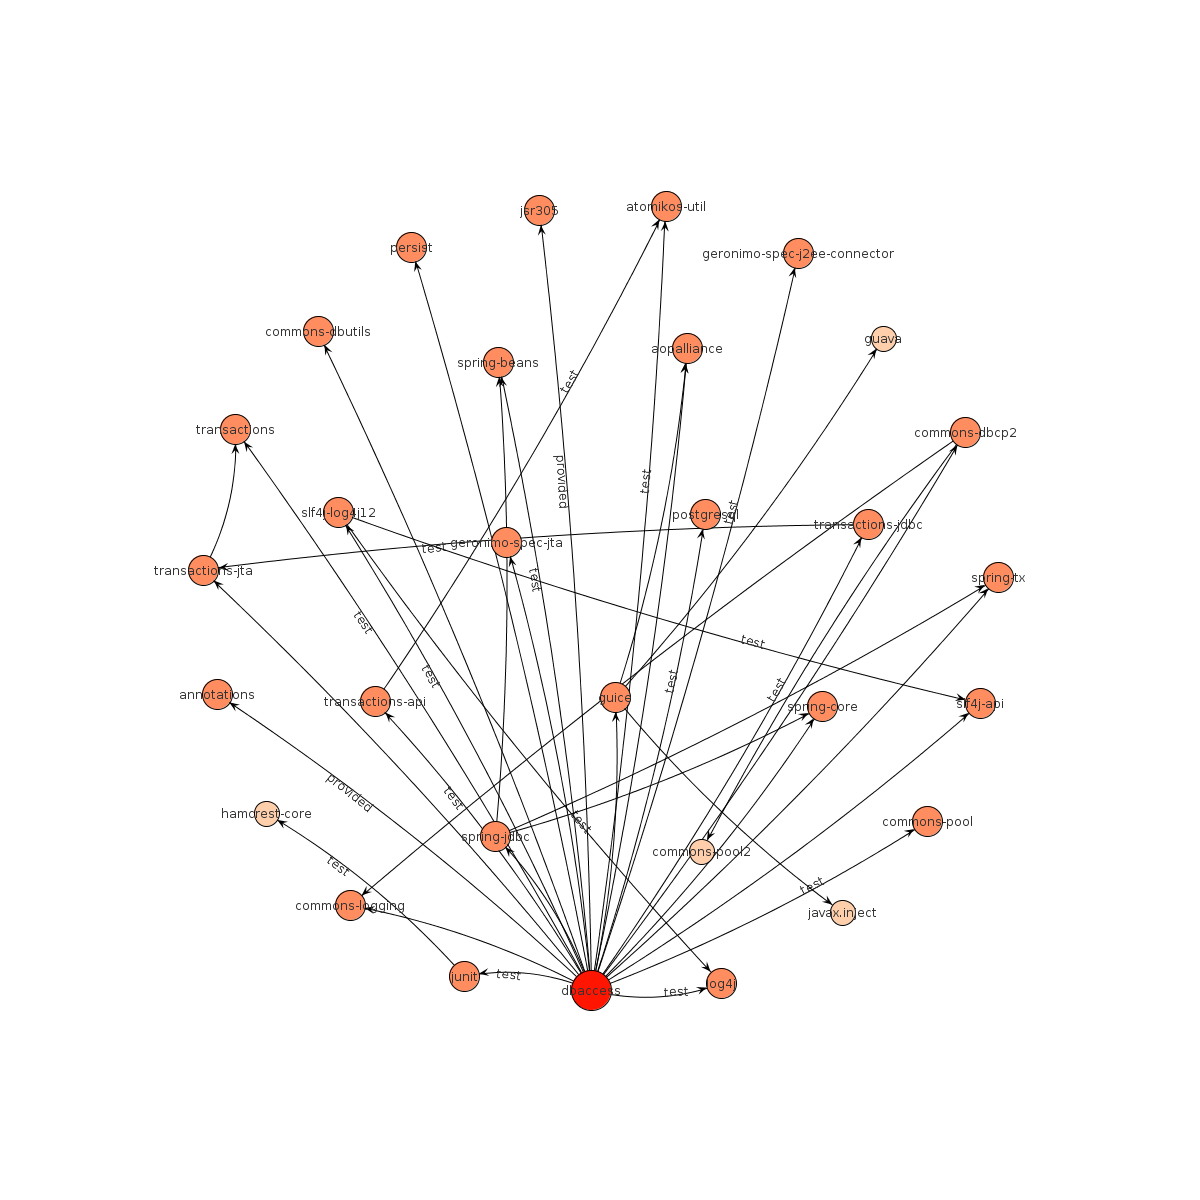 jsr305
atomikos-util
persist
geronimo-spec-j2ee-connector
commons-dbutils
guava
aopalliance
spring-beans
test
transactions
commons-dbcp2
provided
test
slf4j-log4j12
postgresql
test
transactions-jdbc
geronimo-spec-jta
test
transactions-jta
test
spring-tx
test
test
test
test
test
annotations
transactions-api
guice
spring-core
slf4j-api
provided
test
hamcrest-core
test
commons-pool
spring-jdbc
commons-pool2
test
test
commons-logging
javax.inject
junit
test
dbaccess
test
log4j